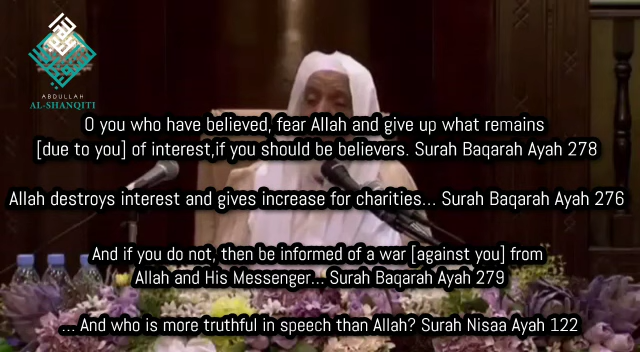 ABDULLAH
AL-SHANQITI
O you who have believed, fear Allah and give up what remains
[due to you] of interest,if you should be believers. Surah Baqarah Ayah 278
Allah destroys interest and gives increase for charities... Surah Baqarah Ayah 276
And if you do not, then be informed of a war [against you] from
Allah and His Messenger... Surah Baqarah Ayah 279
... And who is more truthful in speech than Allah? Surah Nisaa Ayah 122